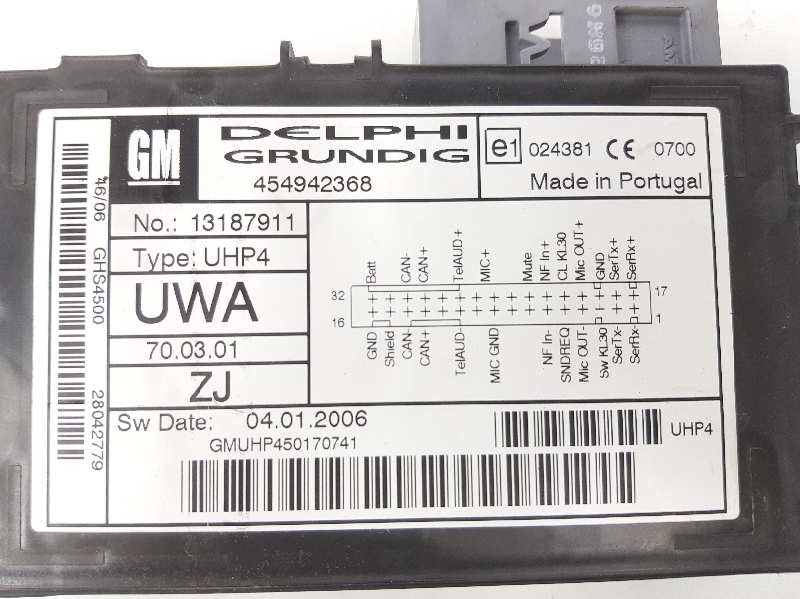 GM
DELPHI
GRUNDIG
454942368
e1 024381 CE 0700
Made in Portugal
46/06 GHS4500 28042779
No.: 13187911
Type: UHP4
UWA
70.03.01
ZJ
Batt CAN- CAN+ TelAUD+ MIC+ Mute NF In+ CL KL30 Mic OUT+ GND SerTx+ SerRx+
32 17
16 1
GND Shield CAN- CAN+ TelAUD- MIC GND NF In- SNDREQ Mic OUT- Sw KL30 SerTx- SerRx-
Sw Date: 04.01.2006
GMUHP450170741
UHP4